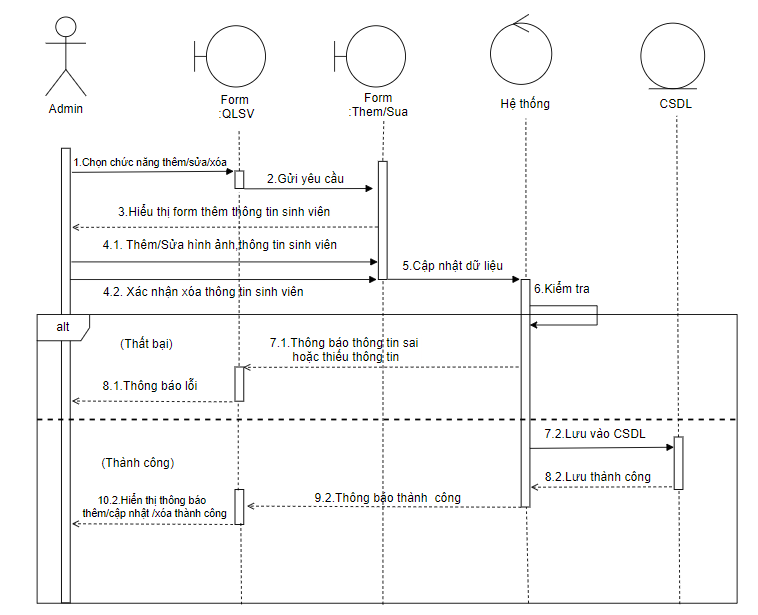 Admin
Form
:QLSV
Form
:Them/Sua
Hệ thống
CSDL
1.Chọn chức năng thêm/sửa/xóa
2.Gửi yêu cầu
3.Hiểu thị form thêm thông tin sinh viên
4.1. Thêm/Sửa hình ảnh,thông tin sinh viên
5.Cập nhật dữ liệu
4.2. Xác nhận xóa thông tin sinh viên
6.Kiểm tra
alt
(Thất bại)
7.1.Thông báo thông tin sai
hoặc thiếu thông tin
8.1.Thông báo lỗi
7.2.Lưu vào CSDL
(Thành công)
8.2.Lưu thành công
9.2.Thông báo thành công
10.2.Hiển thị thông báo
thêm/cập nhật /xóa thành công